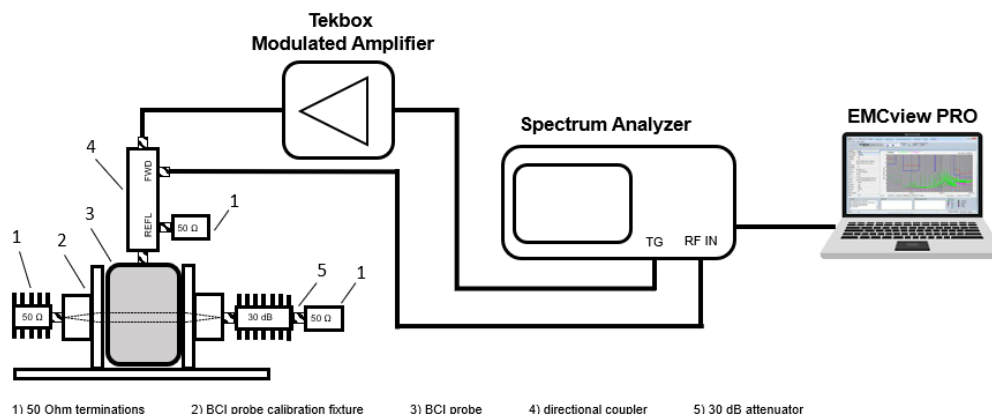 Tekbox
Modulated Amplifier
EMCview PRO
Spectrum Analyzer
4
FWD
3
REFL
50 Ω
1
1
2
TG
RF IN
5
1
50 Ω
30 dB
50 Ω
1) 50 Ohm terminations 2) BCI probe calibration fixture 3) BCI probe 4) directional coupler 5) 30 dB attenuator